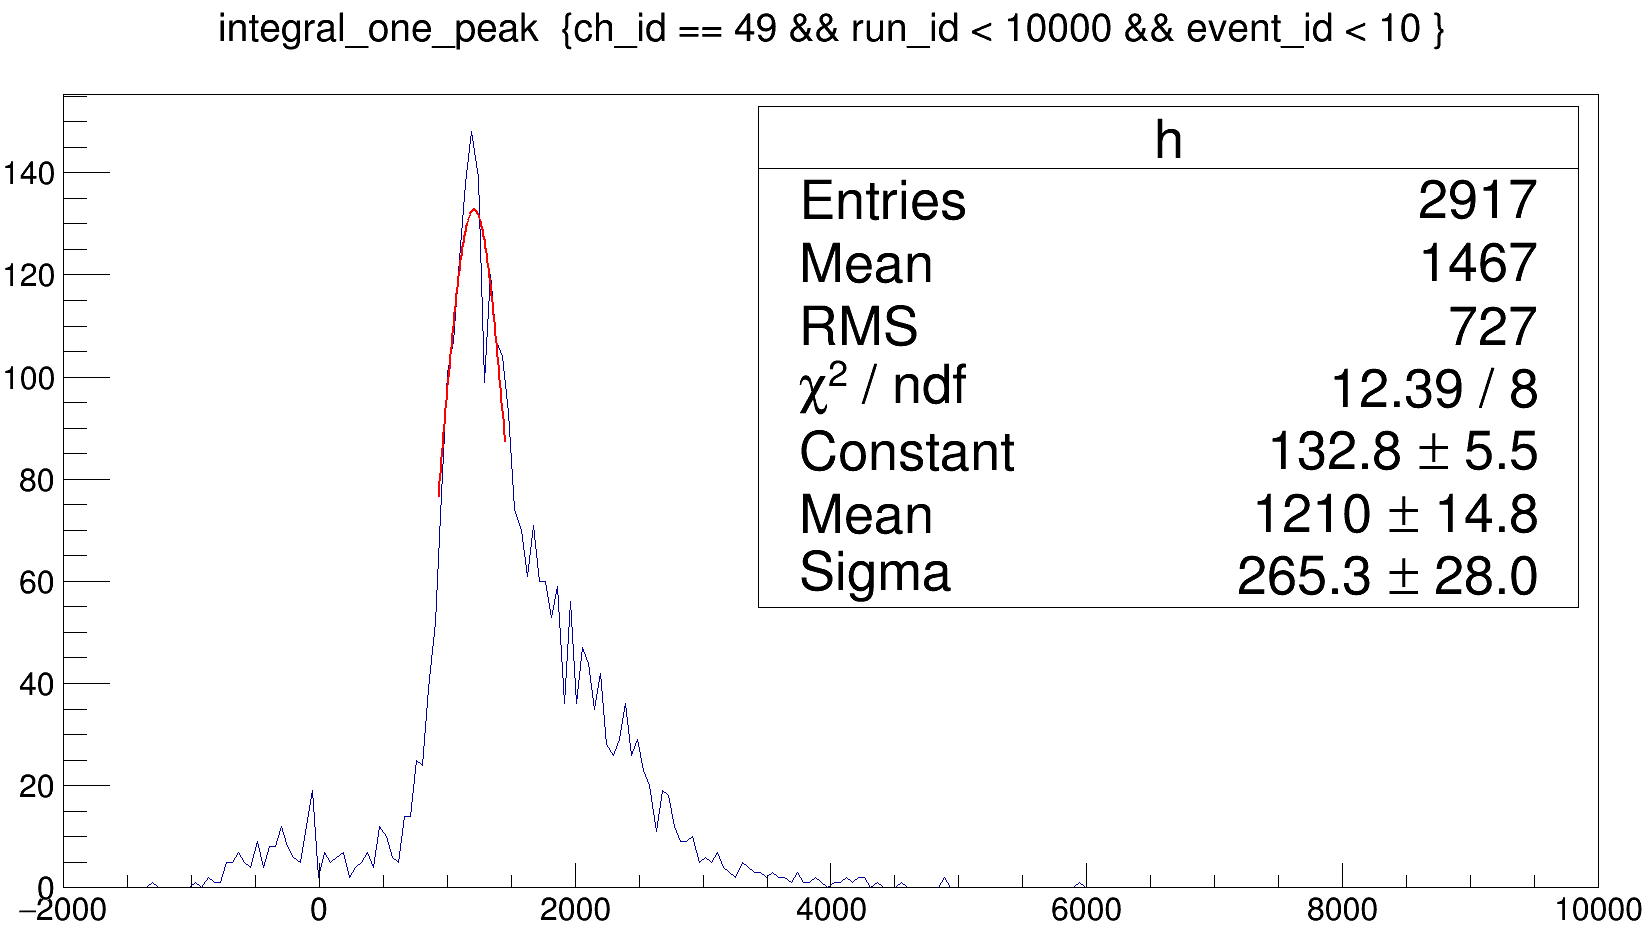 integral_one_peak {ch_id == 49 && run_id < 10000 && event_id < 10 }
h
Entries 2917
Mean 1467
RMS 727
χ² / ndf 12.39 / 8
Constant 132.8 ± 5.5
Mean 1210 ± 14.8
Sigma 265.3 ± 28.0
140
120
100
80
60
40
20
0
−2000 0 2000 4000 6000 8000 10000